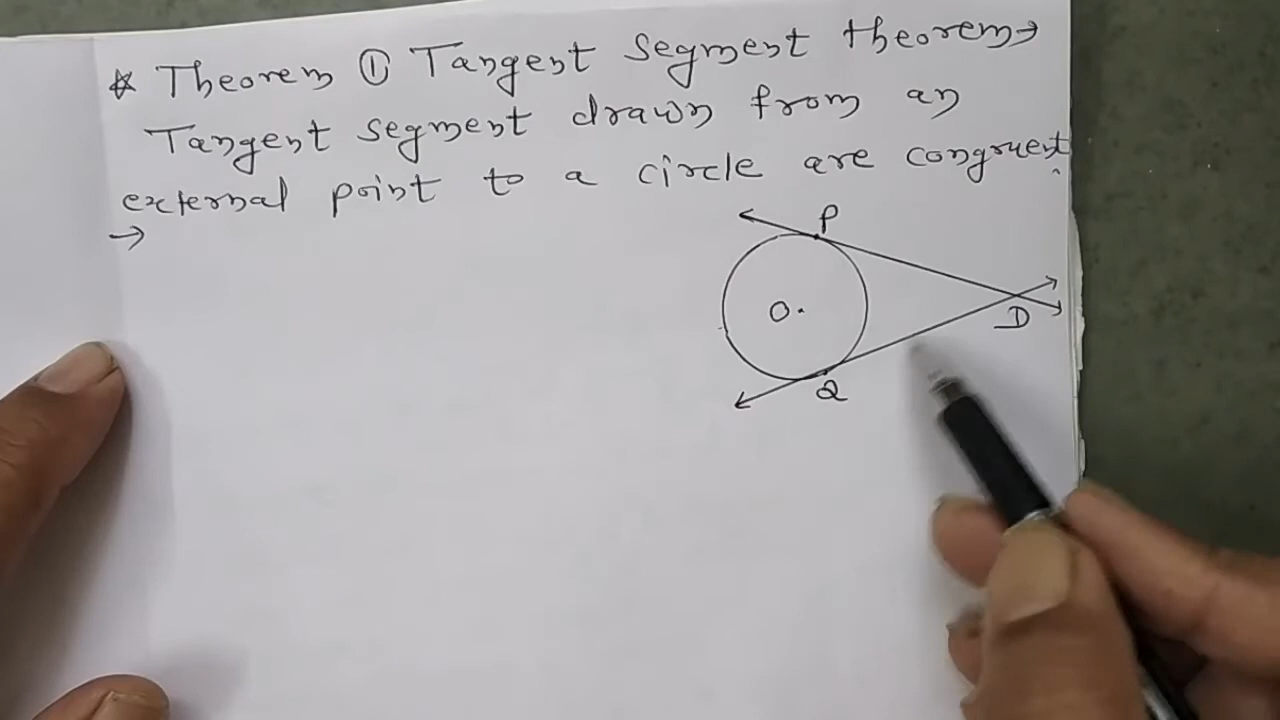 * Theorem ① Tangent segment theorem→
Tangent segment drawn from an
external point to a circle are congruent.
→
P
O.
D
Q